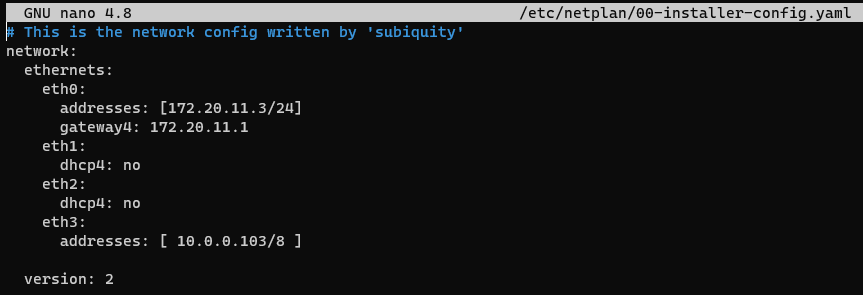 GNU nano 4.8 /etc/netplan/00-installer-config.yaml
# This is the network config written by 'subiquity'
network:
  ethernets:
    eth0:
      addresses: [172.20.11.3/24]
      gateway4: 172.20.11.1
    eth1:
      dhcp4: no
    eth2:
      dhcp4: no
    eth3:
      addresses: [ 10.0.0.103/8 ]
  version: 2